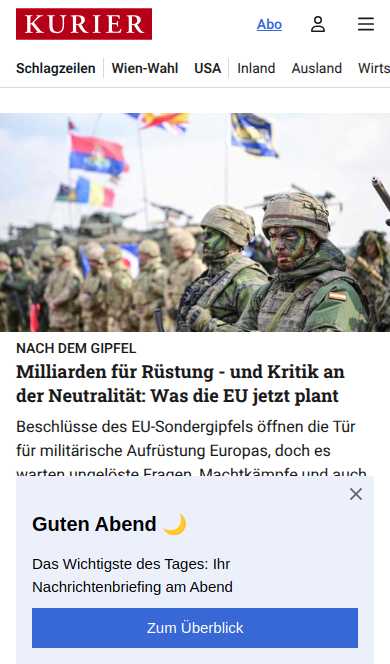 KURIER
Abo
Schlagzeilen Wien-Wahl USA Inland Ausland Wirts
NACH DEM GIPFEL
Milliarden für Rüstung - und Kritik an
der Neutralität: Was die EU jetzt plant
Beschlüsse des EU-Sondergipfels öffnen die Tür
für militärische Aufrüstung Europas, doch es
warten ungelöste Fragen, Machtkämpfe und auch
Guten Abend 🌙
Das Wichtigste des Tages: Ihr
Nachrichtenbriefing am Abend
Zum Überblick